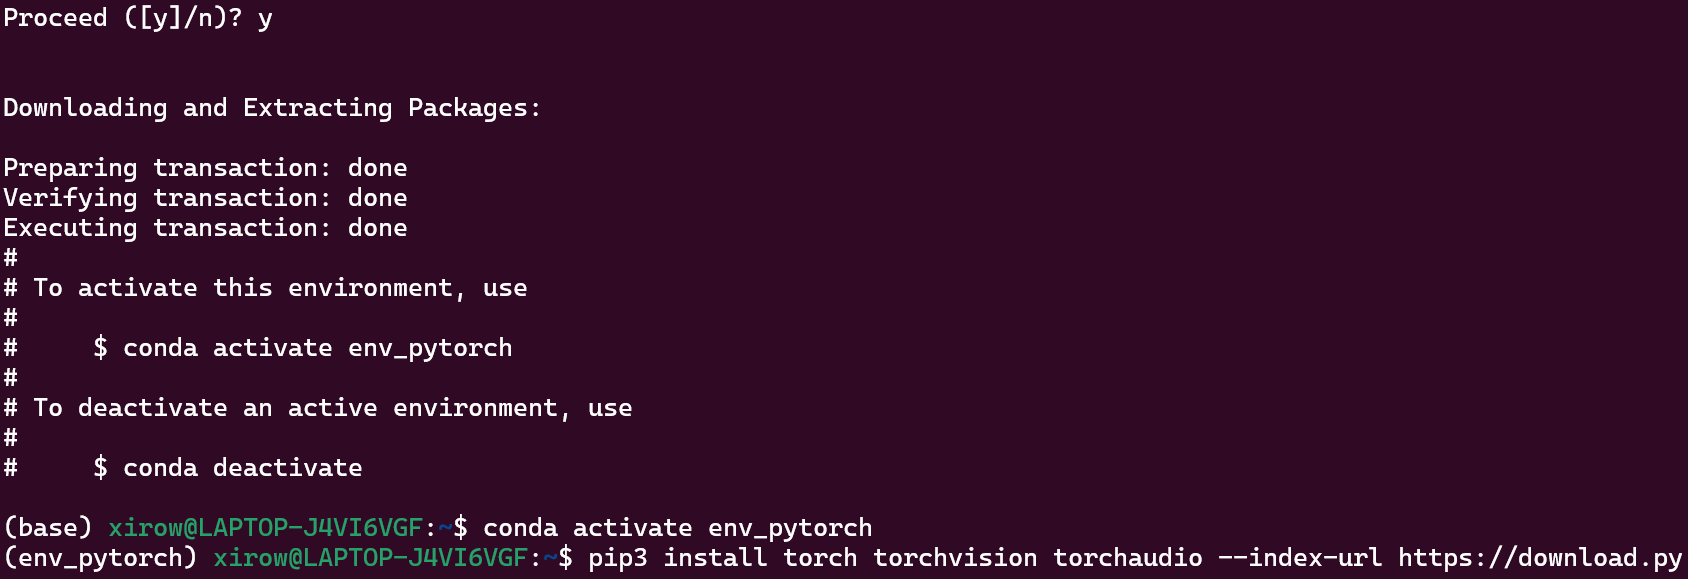 Proceed ([y]/n)? y
Downloading and Extracting Packages:
Preparing transaction: done
Verifying transaction: done
Executing transaction: done
#
# To activate this environment, use
#
#     $ conda activate env_pytorch
#
# To deactivate an active environment, use
#
#     $ conda deactivate
(base) xirow@LAPTOP-J4VI6VGF:~$ conda activate env_pytorch
(env_pytorch) xirow@LAPTOP-J4VI6VGF:~$ pip3 install torch torchvision torchaudio --index-url https://download.py